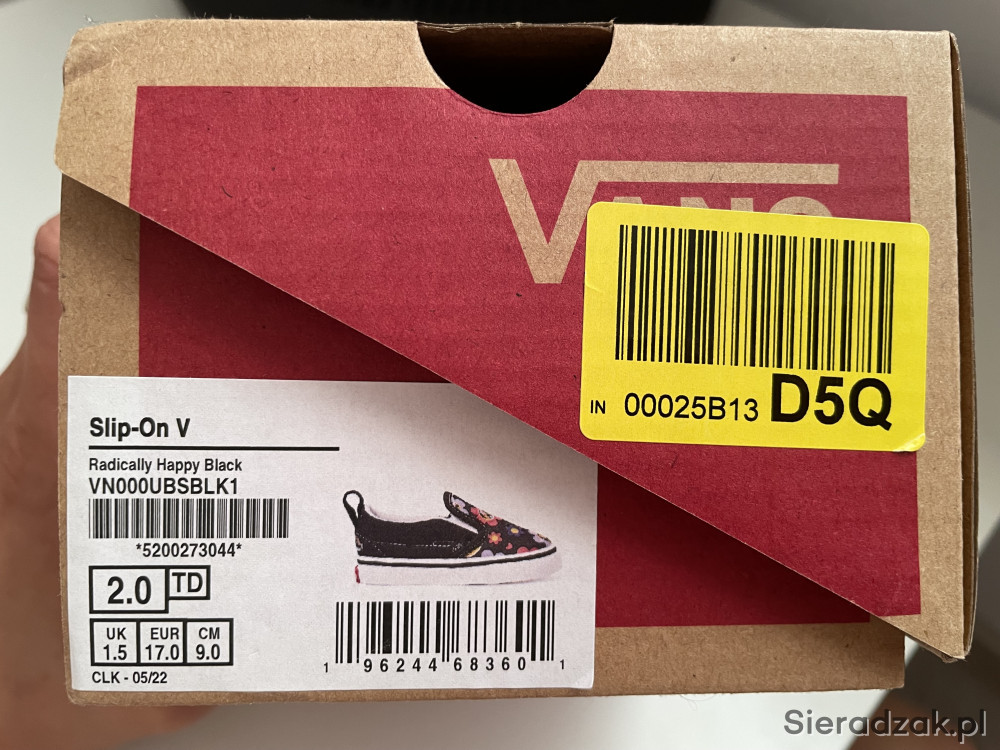 VANS
IN 00025B13 D5Q
Slip-On V
Radically Happy Black
VN000UBSBLK1
*5200273044*
2.0 TD
UK EUR CM
1.5 17.0 9.0
CLK - 05/22
1 96244 68360 1
Sieradzak.pl